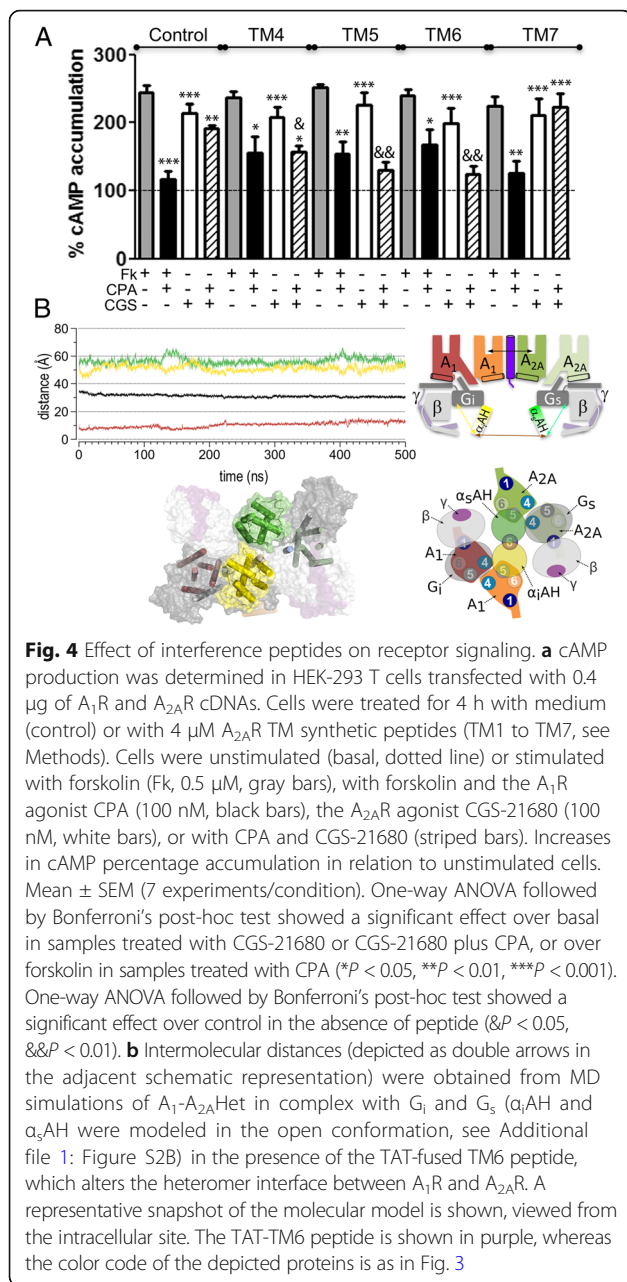 A
Control TM4 TM5 TM6 TM7
% cAMP accumulation
300
200
100
0
*** *** ** * *** & * ** *** && * *** && ** *** ***
Fk + + - - + + - - + + - - + + - - + + - -
CPA - + - + - + - + - + - + - + - + - + - +
CGS - - + + - - + + - - + + - - + + - - + +
B
distance (Å)
80
60
40
20
0
0 100 200 300 400 500
time (ns)
A₁ A₁ A₂A A₂A
γ Gi Gs γ
β αiAH αsAH β
A₂A
αsAH 1
γ 6 4 Gs
β 5 4 5
A₂A
A₁ 4 5 1
6 5 5 β
Gi 4 6 αiAH γ
A₁ 1
Fig. 4 Effect of interference peptides on receptor signaling. a cAMP
production was determined in HEK-293 T cells transfected with 0.4
μg of A₁R and A₂AR cDNAs. Cells were treated for 4 h with medium
(control) or with 4 μM A₂AR TM synthetic peptides (TM1 to TM7, see
Methods). Cells were unstimulated (basal, dotted line) or stimulated
with forskolin (Fk, 0.5 μM, gray bars), with forskolin and the A₁R
agonist CPA (100 nM, black bars), the A₂AR agonist CGS-21680 (100
nM, white bars), or with CPA and CGS-21680 (striped bars). Increases
in cAMP percentage accumulation in relation to unstimulated cells.
Mean ± SEM (7 experiments/condition). One-way ANOVA followed
by Bonferroni's post-hoc test showed a significant effect over basal
in samples treated with CGS-21680 or CGS-21680 plus CPA, or over
forskolin in samples treated with CPA (*P < 0.05, **P < 0.01, ***P < 0.001).
One-way ANOVA followed by Bonferroni's post-hoc test showed a
significant effect over control in the absence of peptide (&P < 0.05,
&&P < 0.01). b Intermolecular distances (depicted as double arrows in
the adjacent schematic representation) were obtained from MD
simulations of A₁-A₂AHet in complex with Gi and Gs (αiAH and
αsAH were modeled in the open conformation, see Additional
file 1: Figure S2B) in the presence of the TAT-fused TM6 peptide,
which alters the heteromer interface between A₁R and A₂AR. A
representative snapshot of the molecular model is shown, viewed from
the intracellular site. The TAT-TM6 peptide is shown in purple, whereas
the color code of the depicted proteins is as in Fig. 3